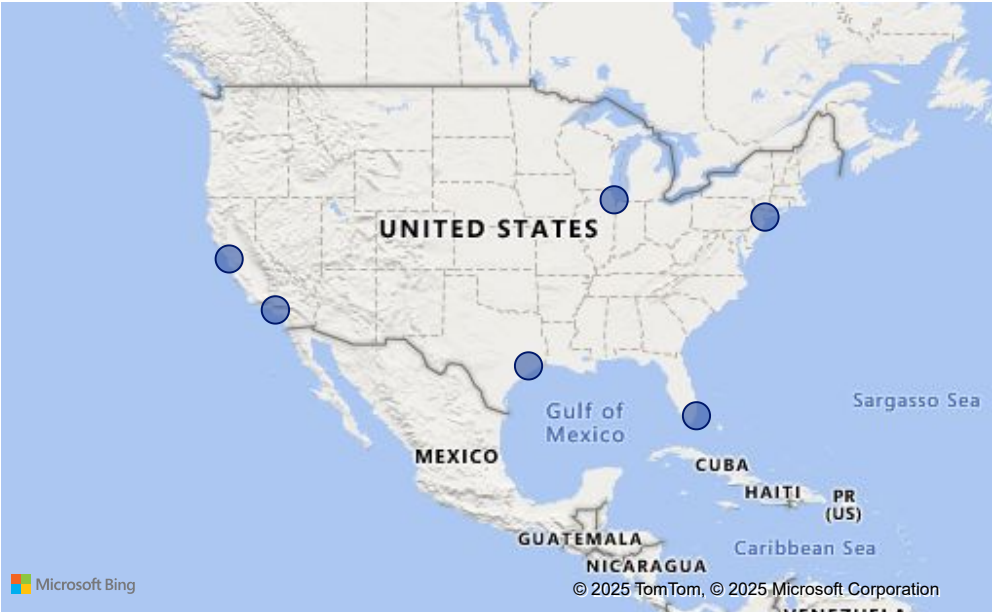 UNITED STATES
Gulf of
Mexico
Sargasso Sea
MEXICO
CUBA
HAITI
PR
(US)
GUATEMALA
Caribbean Sea
NICARAGUA
Microsoft Bing
© 2025 TomTom, © 2025 Microsoft Corporation
VENEZUELA